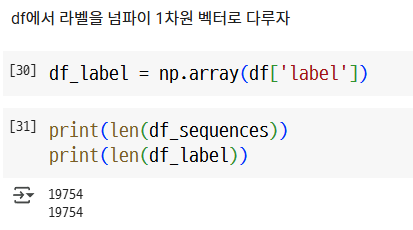 df에서 라벨을 넘파이 1차원 벡터로 다루자
[30] df_label = np.array(df['label'])
[31] print(len(df_sequences))
print(len(df_label))
19754
19754